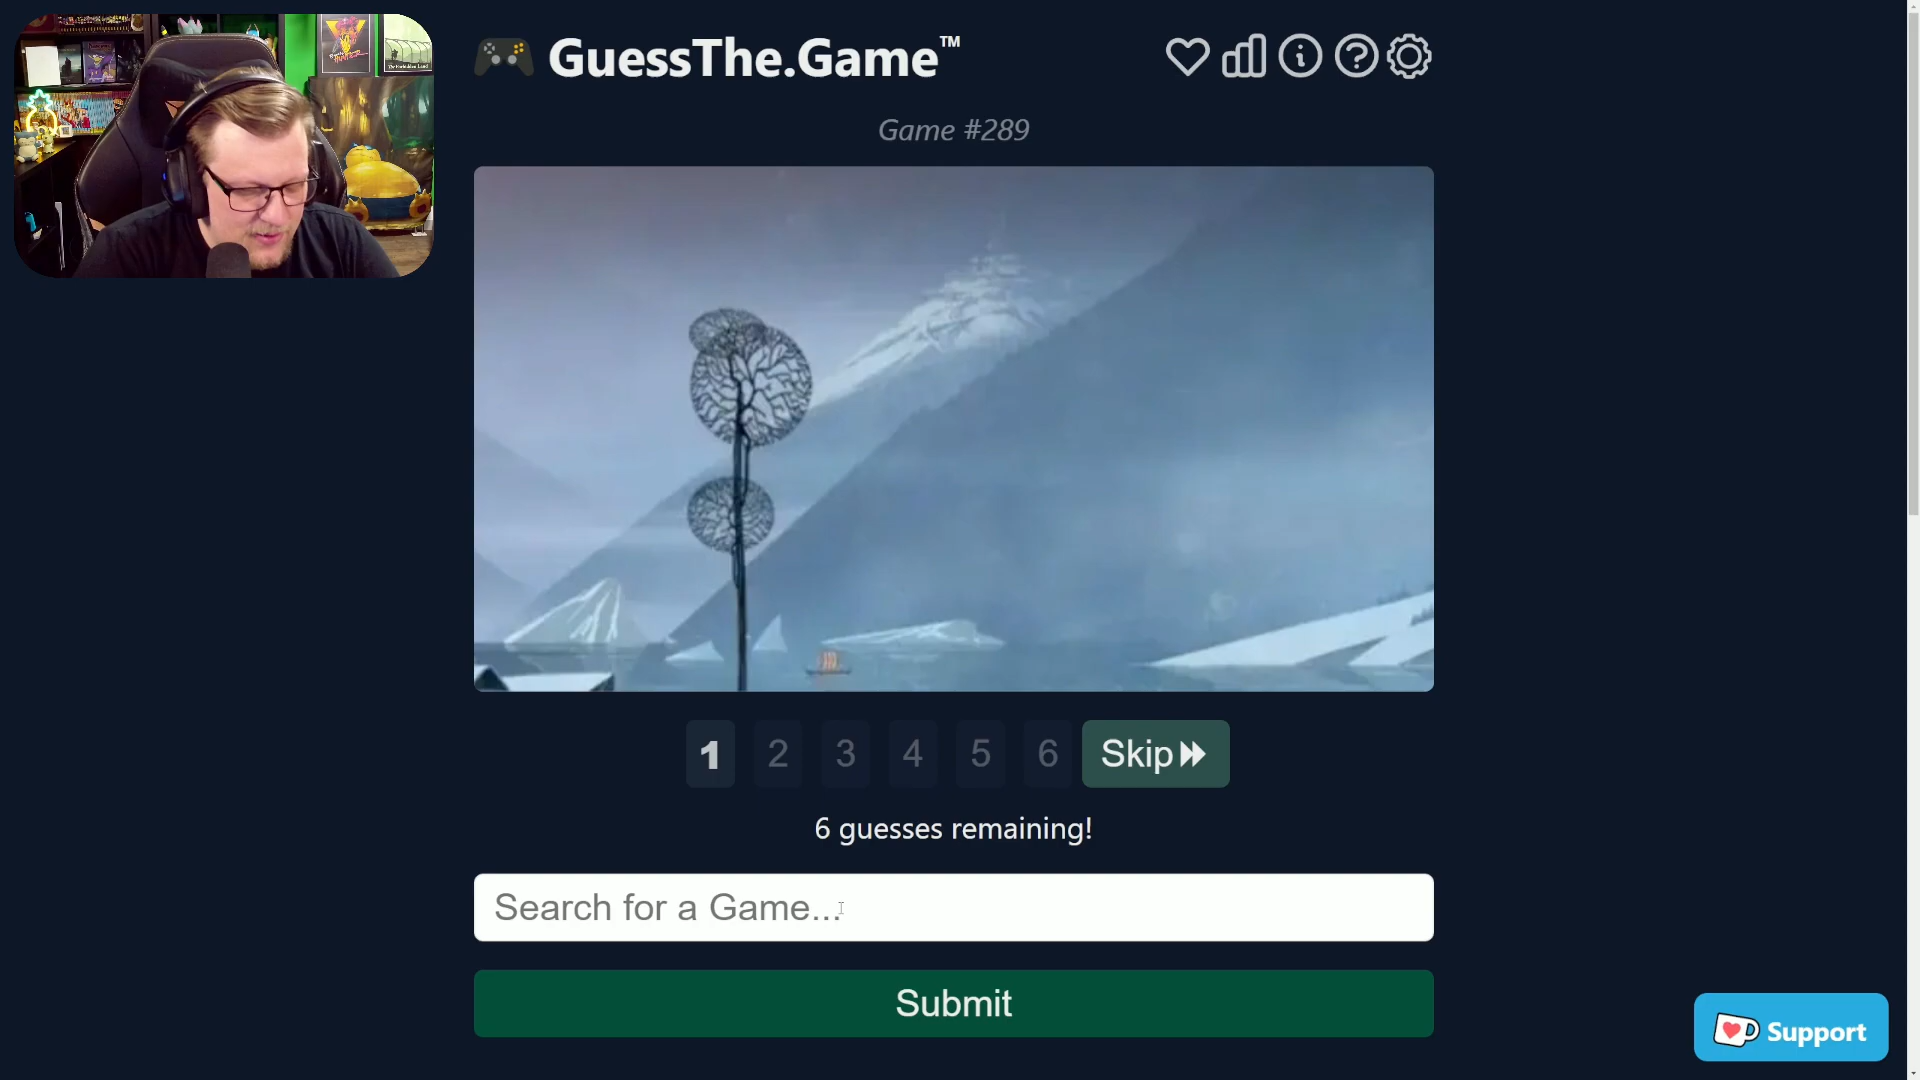 GuessThe.Game™
Game #289
1 2 3 4 5 6 Skip
6 guesses remaining!
Search for a Game...
Submit
Support